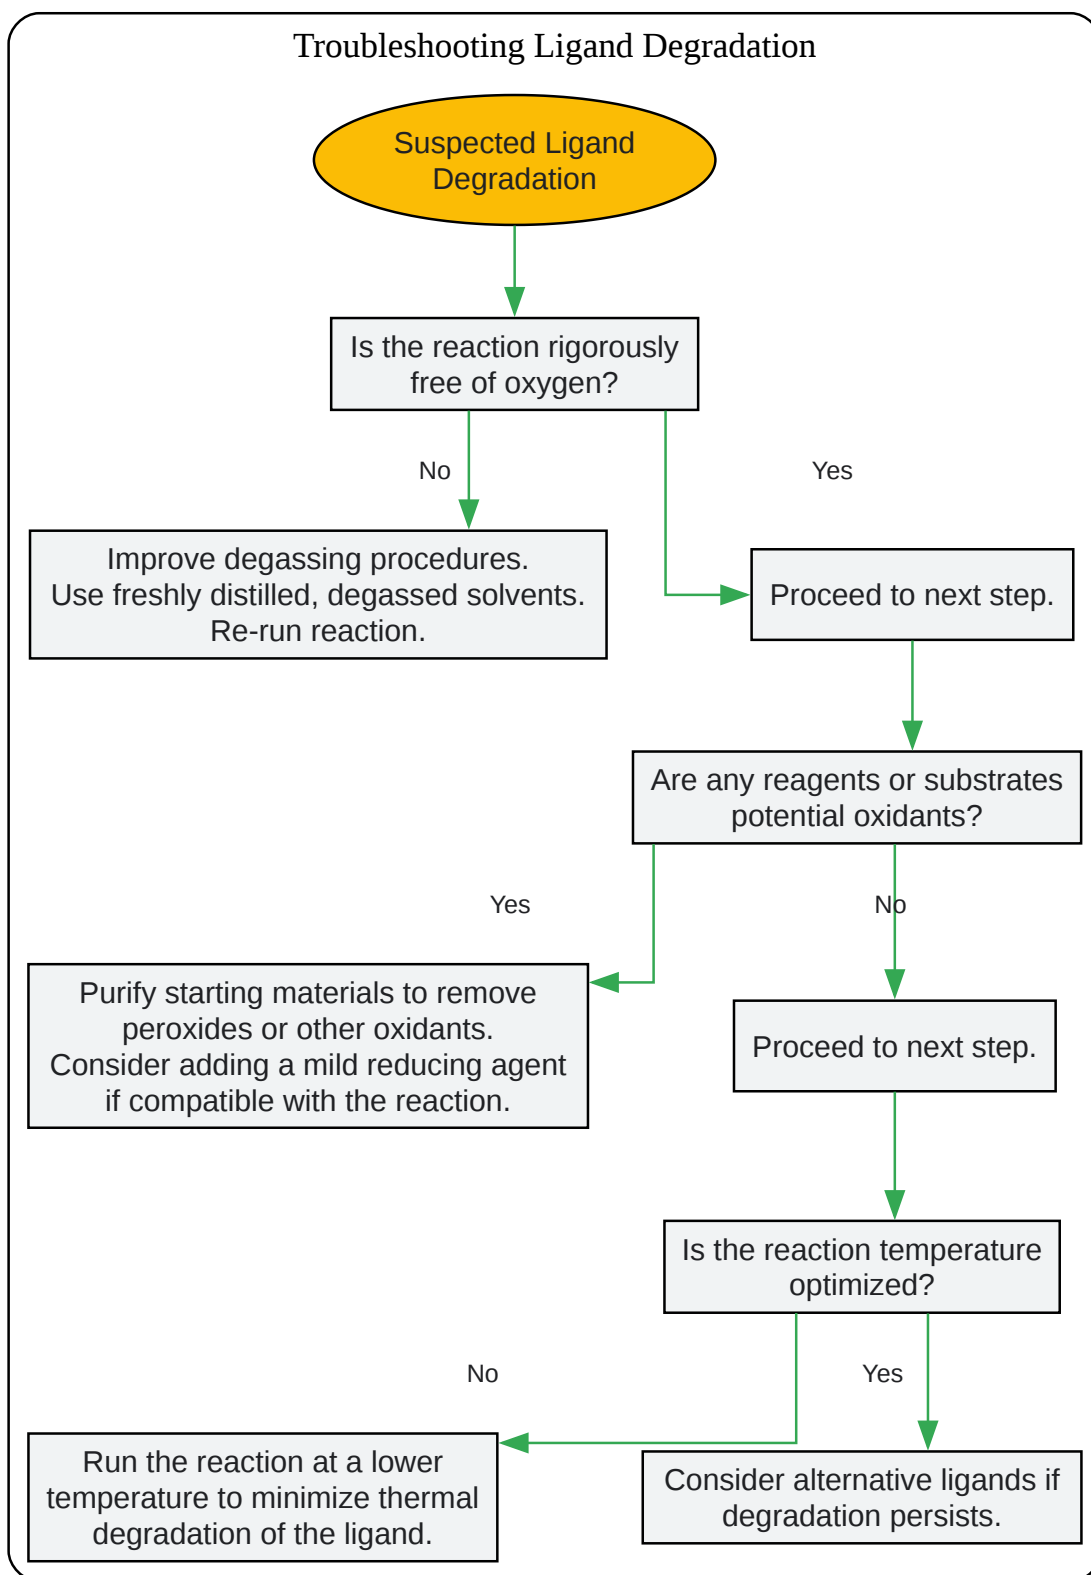 Troubleshooting Ligand Degradation
Suspected Ligand
Degradation
Is the reaction rigorously
free of oxygen?
No
Yes
Improve degassing procedures.
Use freshly distilled, degassed solvents.
Re-run reaction.
Proceed to next step.
Are any reagents or substrates
potential oxidants?
Yes
No
Purify starting materials to remove
peroxides or other oxidants.
Consider adding a mild reducing agent
if compatible with the reaction.
Proceed to next step.
Is the reaction temperature
optimized?
No
Yes
Run the reaction at a lower
temperature to minimize thermal
degradation of the ligand.
Consider alternative ligands if
degradation persists.